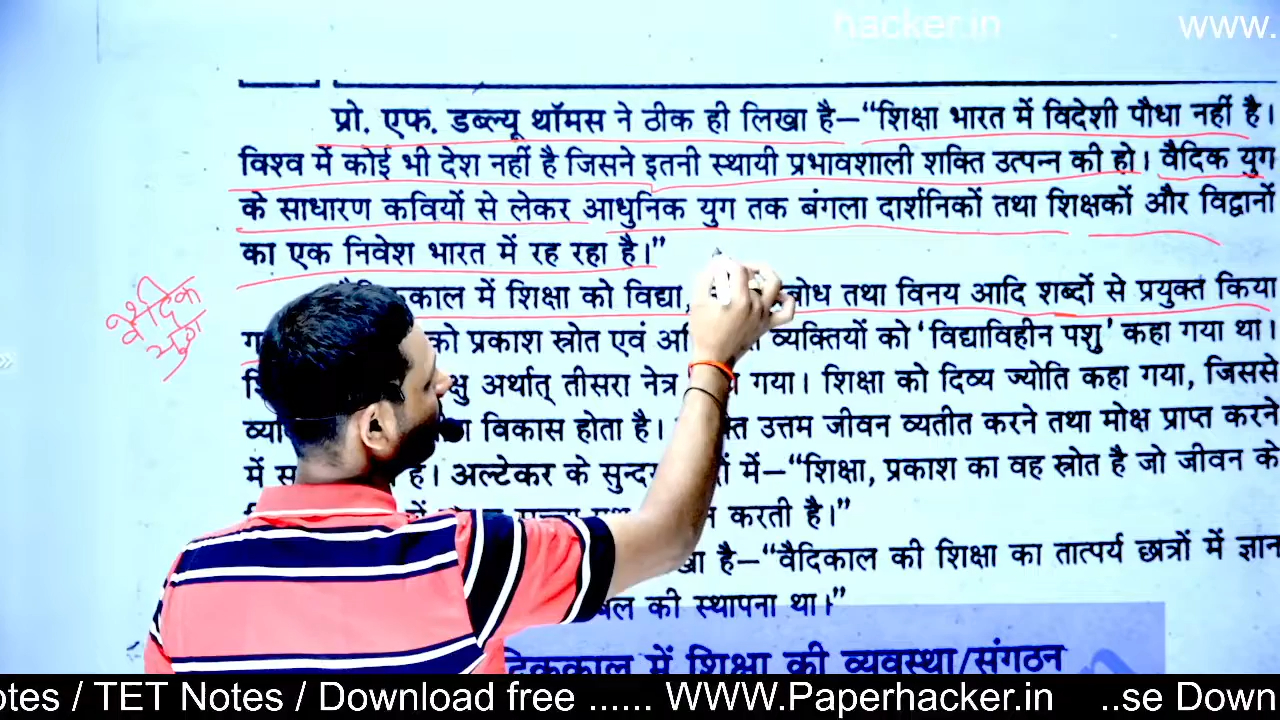 hacker.in . www.
प्रो. एफ. डब्ल्यू थॉमस ने ठीक ही लिखा है–“शिक्षा भारत में विदेशी पौधा नहीं है।
विश्व में कोई भी देश नहीं है जिसने इतनी स्थायी प्रभावशाली शक्ति उत्पन्न की हो। वैदिक युग
के साधारण कवियों से लेकर आधुनिक युग तक बंगला दार्शनिकों तथा शिक्षकों और विद्वानों
का एक निवेश भारत में रह रहा है।”
वैदिक
युग
में शिक्षा को विद्या, बोध तथा विनय आदि शब्दों से प्रयुक्त किया
को प्रकाश स्रोत एवं व्यक्तियों को ‘विद्याविहीन पशु’ कहा गया था।
अर्थात् तीसरा नेत्र गया। शिक्षा को दिव्य ज्योति कहा गया, जिससे
विकास होता है। उत्तम जीवन व्यतीत करने तथा मोक्ष प्राप्त करने
में है। अल्टेकर के में–“शिक्षा, प्रकाश का वह स्रोत है जो जीवन के
करती है।”
है–“वैदिकाल की शिक्षा का तात्पर्य छात्रों में ज्ञान
की स्थापना था।”
में शिक्षा की व्यवस्था/संगठन
otes / TET Notes / Download free ...... WWW.Paperhacker.in ..se Down